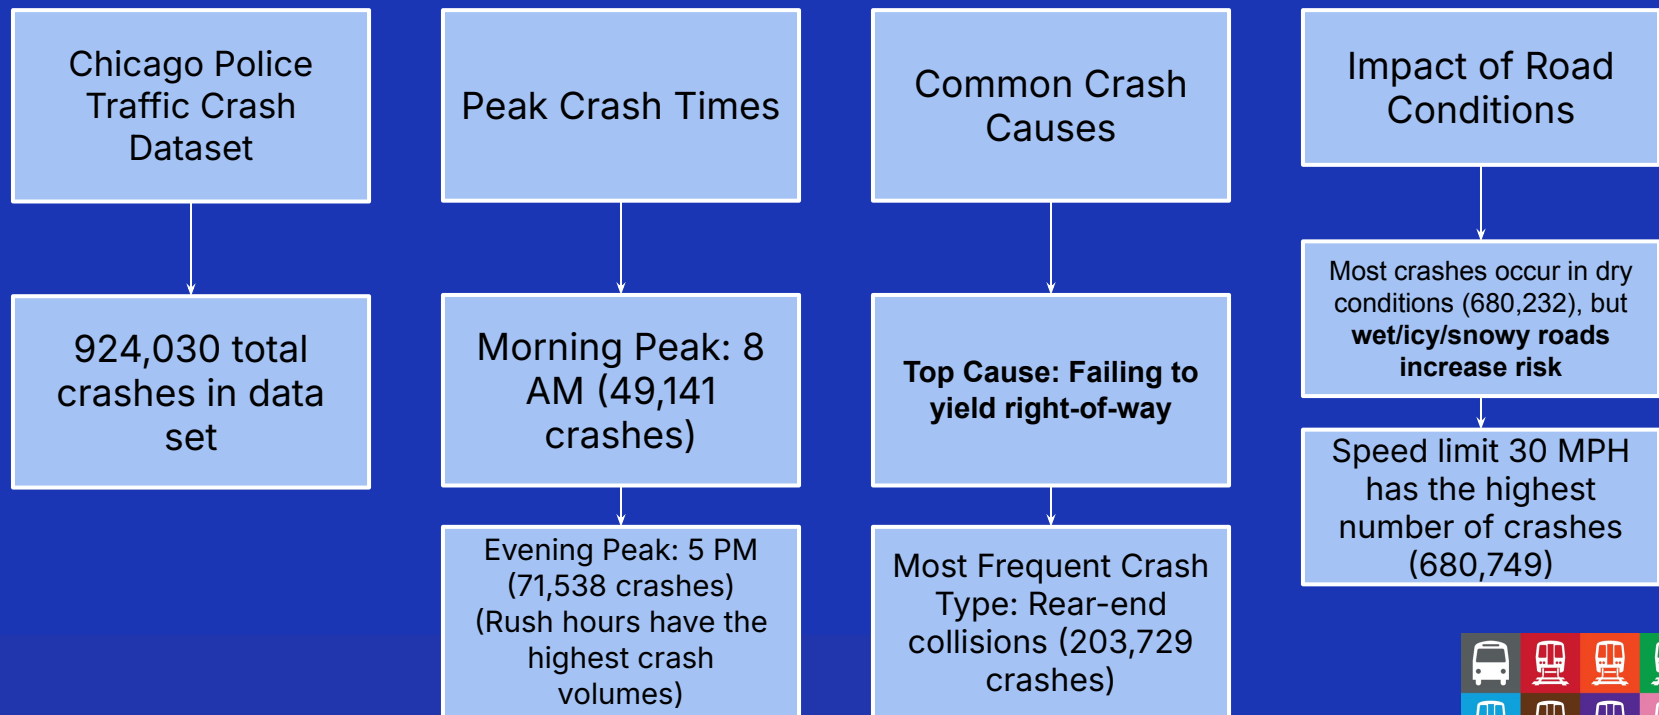 Chicago Police
Traffic Crash
Dataset
924,030 total
crashes in data
set
Peak Crash Times
Morning Peak: 8
AM (49,141
crashes)
Evening Peak: 5 PM
(71,538 crashes)
(Rush hours have the
highest crash
volumes)
Common Crash
Causes
Top Cause: Failing to
yield right-of-way
Most Frequent Crash
Type: Rear-end
collisions (203,729
crashes)
Impact of Road
Conditions
Most crashes occur in dry
conditions (680,232), but
wet/icy/snowy roads
increase risk
Speed limit 30 MPH
has the highest
number of crashes
(680,749)